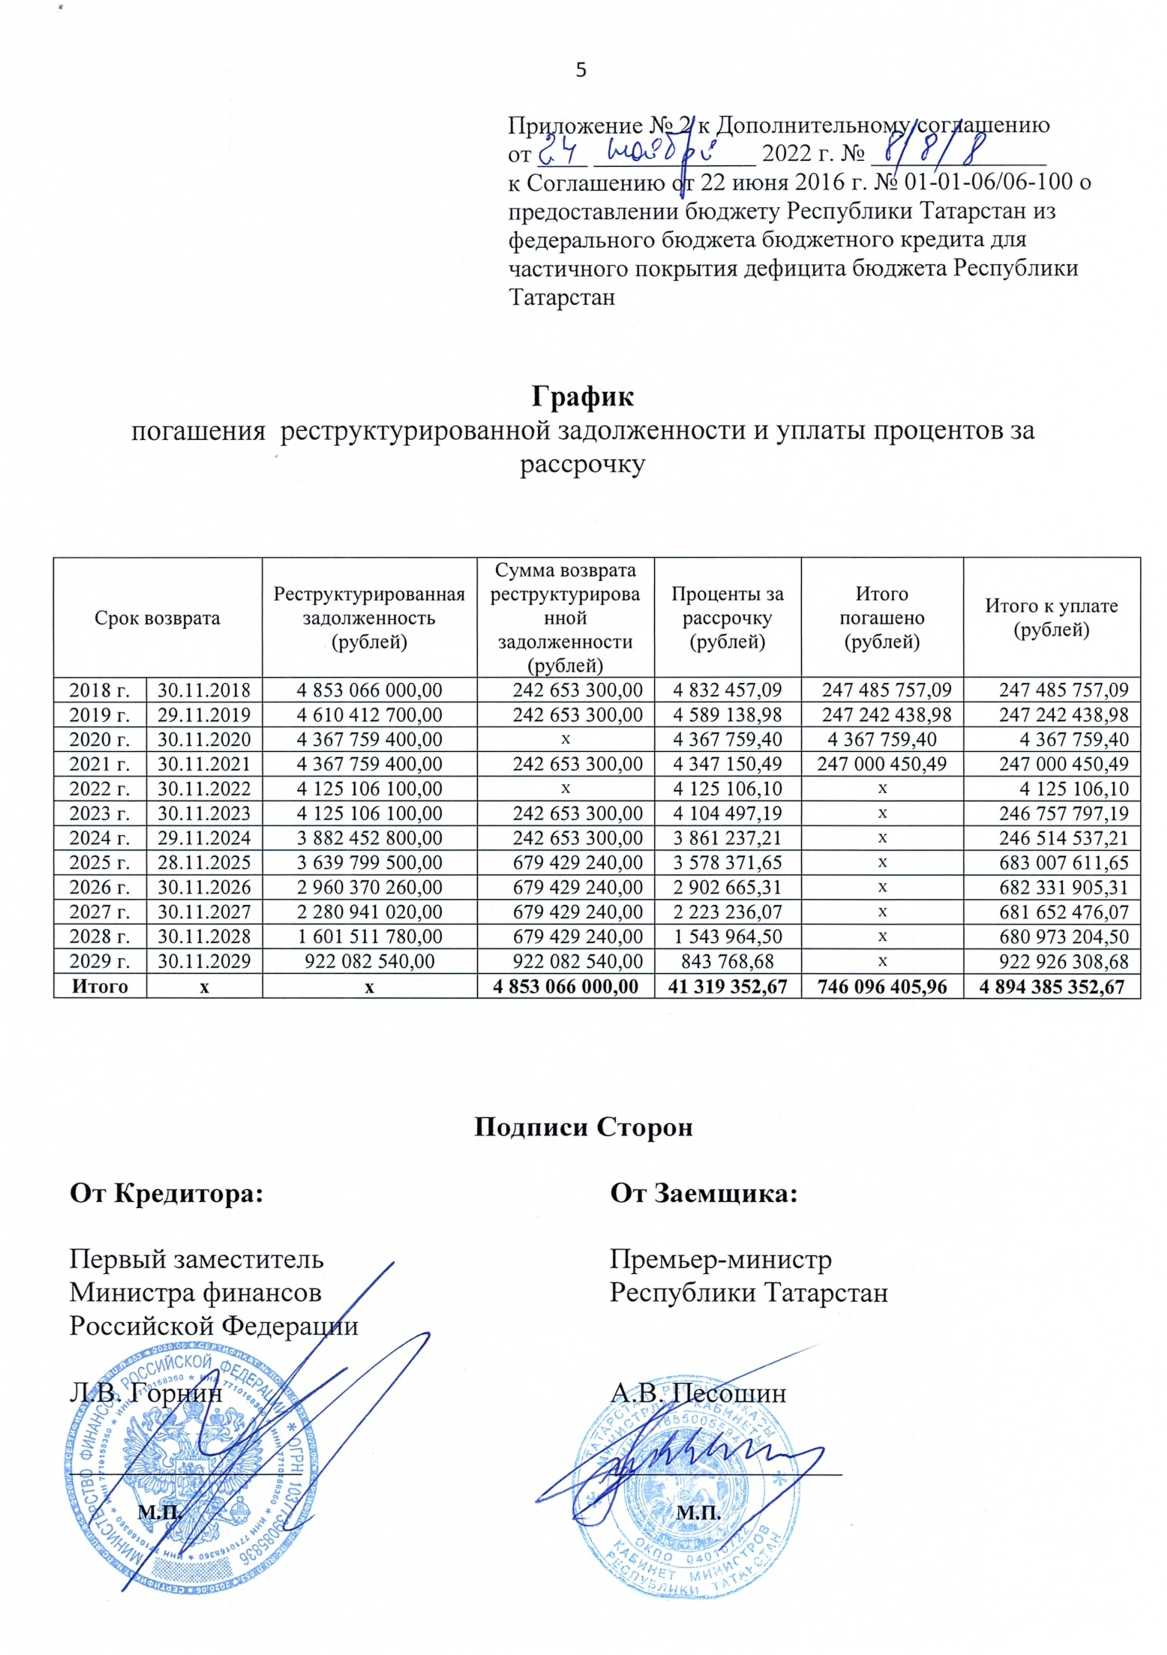 5
Приложение № 2 к Дополнительному соглашению
от 24 ноября 2022 г. № 8/8/8
к Соглашению от 22 июня 2016 г. № 01-01-06/06-100 о
предоставлении бюджету Республики Татарстан из
федерального бюджета бюджетного кредита для
частичного покрытия дефицита бюджета Республики
Татарстан
График
погашения реструктурированной задолженности и уплаты процентов за
рассрочку
Срок возврата | Реструктурированная задолженность (рублей) | Сумма возврата реструктурирова нной задолженности (рублей) | Проценты за рассрочку (рублей) | Итого погашено (рублей) | Итого к уплате (рублей)
2018 г. 30.11.2018 4 853 066 000,00 242 653 300,00 4 832 457,09 247 485 757,09 247 485 757,09
2019 г. 29.11.2019 4 610 412 700,00 242 653 300,00 4 589 138,98 247 242 438,98 247 242 438,98
2020 г. 30.11.2020 4 367 759 400,00 х 4 367 759,40 4 367 759,40 4 367 759,40
2021 г. 30.11.2021 4 367 759 400,00 242 653 300,00 4 347 150,49 247 000 450,49 247 000 450,49
2022 г. 30.11.2022 4 125 106 100,00 х 4 125 106,10 х 4 125 106,10
2023 г. 30.11.2023 4 125 106 100,00 242 653 300,00 4 104 497,19 х 246 757 797,19
2024 г. 29.11.2024 3 882 452 800,00 242 653 300,00 3 861 237,21 х 246 514 537,21
2025 г. 28.11.2025 3 639 799 500,00 679 429 240,00 3 578 371,65 х 683 007 611,65
2026 г. 30.11.2026 2 960 370 260,00 679 429 240,00 2 902 665,31 х 682 331 905,31
2027 г. 30.11.2027 2 280 941 020,00 679 429 240,00 2 223 236,07 х 681 652 476,07
2028 г. 30.11.2028 1 601 511 780,00 679 429 240,00 1 543 964,50 х 680 973 204,50
2029 г. 30.11.2029 922 082 540,00 922 082 540,00 843 768,68 х 922 926 308,68
Итого х х 4 853 066 000,00 41 319 352,67 746 096 405,96 4 894 385 352,67
Подписи Сторон
От Кредитора:
Первый заместитель
Министра финансов
Российской Федерации
Л.В. Горнин
М.П.
МИНИСТЕРСТВО ФИНАНСОВ РОССИЙСКОЙ ФЕДЕРАЦИИ * ОГРН 1037739085636
ИНН 7710168360
От Заемщика:
Премьер-министр
Республики Татарстан
А.В. Песошин
М.П.
КАБИНЕТ МИНИСТРОВ
РЕСПУБЛИКИ ТАТАРСТАН